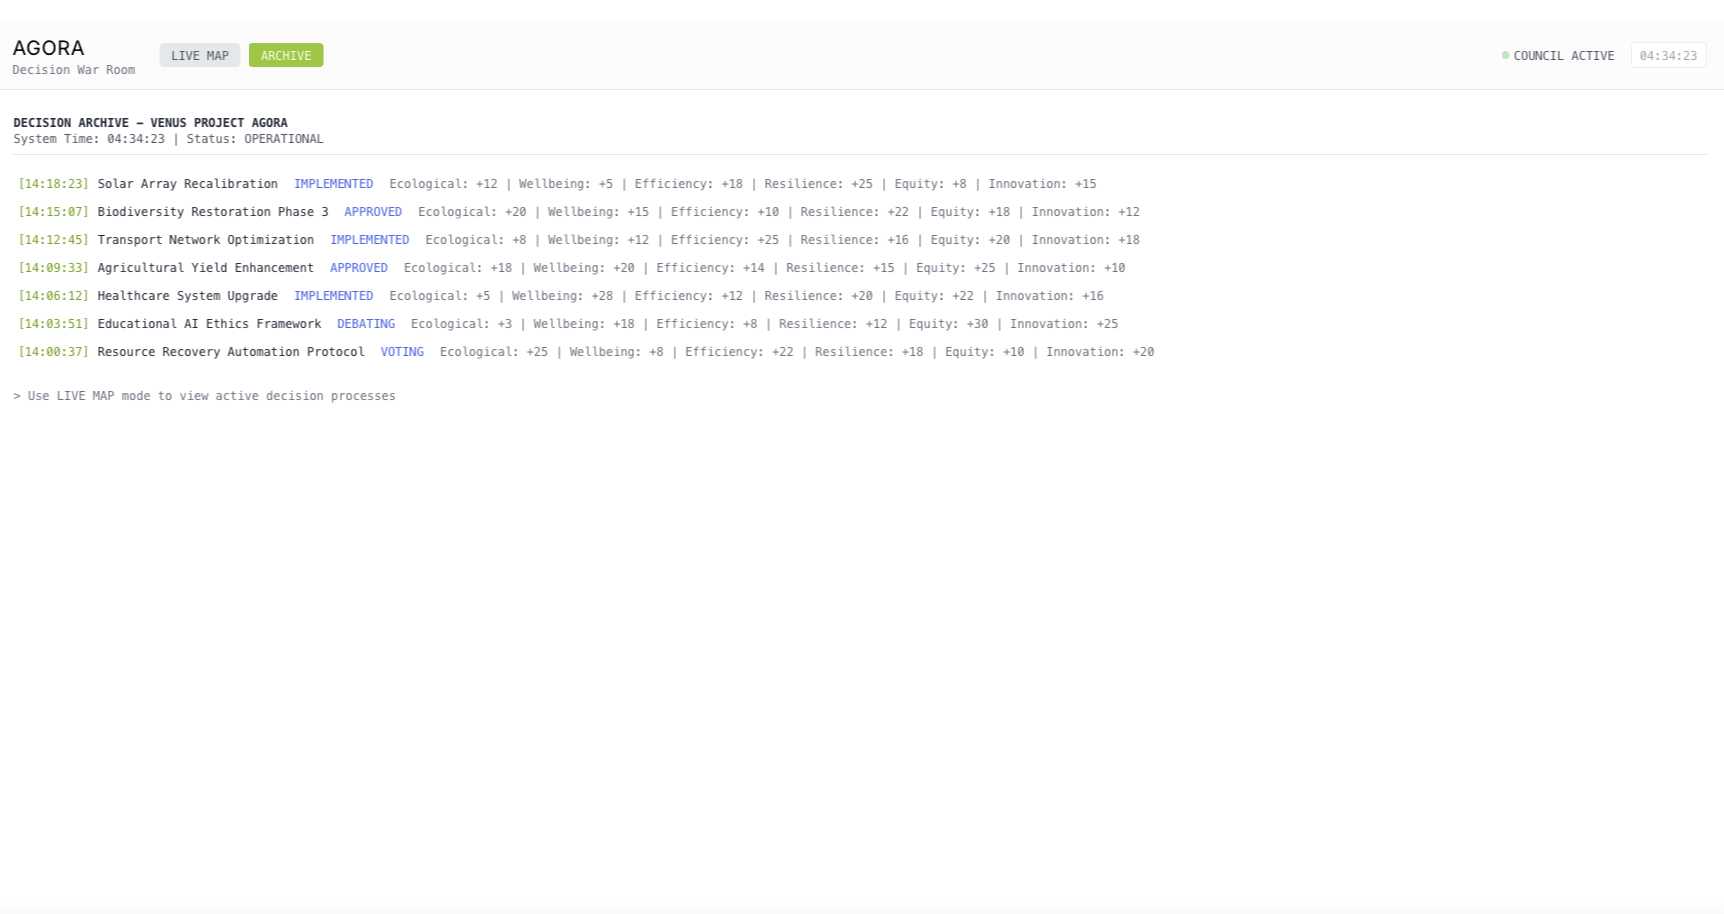 AGORA
Decision War Room
LIVE MAP
ARCHIVE
COUNCIL ACTIVE
04:34:23
DECISION ARCHIVE – VENUS PROJECT AGORA
System Time: 04:34:23 | Status: OPERATIONAL
[14:18:23] Solar Array Recalibration IMPLEMENTED Ecological: +12 | Wellbeing: +5 | Efficiency: +18 | Resilience: +25 | Equity: +8 | Innovation: +15
[14:15:07] Biodiversity Restoration Phase 3 APPROVED Ecological: +20 | Wellbeing: +15 | Efficiency: +10 | Resilience: +22 | Equity: +18 | Innovation: +12
[14:12:45] Transport Network Optimization IMPLEMENTED Ecological: +8 | Wellbeing: +12 | Efficiency: +25 | Resilience: +16 | Equity: +20 | Innovation: +18
[14:09:33] Agricultural Yield Enhancement APPROVED Ecological: +18 | Wellbeing: +20 | Efficiency: +14 | Resilience: +15 | Equity: +25 | Innovation: +10
[14:06:12] Healthcare System Upgrade IMPLEMENTED Ecological: +5 | Wellbeing: +28 | Efficiency: +12 | Resilience: +20 | Equity: +22 | Innovation: +16
[14:03:51] Educational AI Ethics Framework DEBATING Ecological: +3 | Wellbeing: +18 | Efficiency: +8 | Resilience: +12 | Equity: +30 | Innovation: +25
[14:00:37] Resource Recovery Automation Protocol VOTING Ecological: +25 | Wellbeing: +8 | Efficiency: +22 | Resilience: +18 | Equity: +10 | Innovation: +20
> Use LIVE MAP mode to view active decision processes